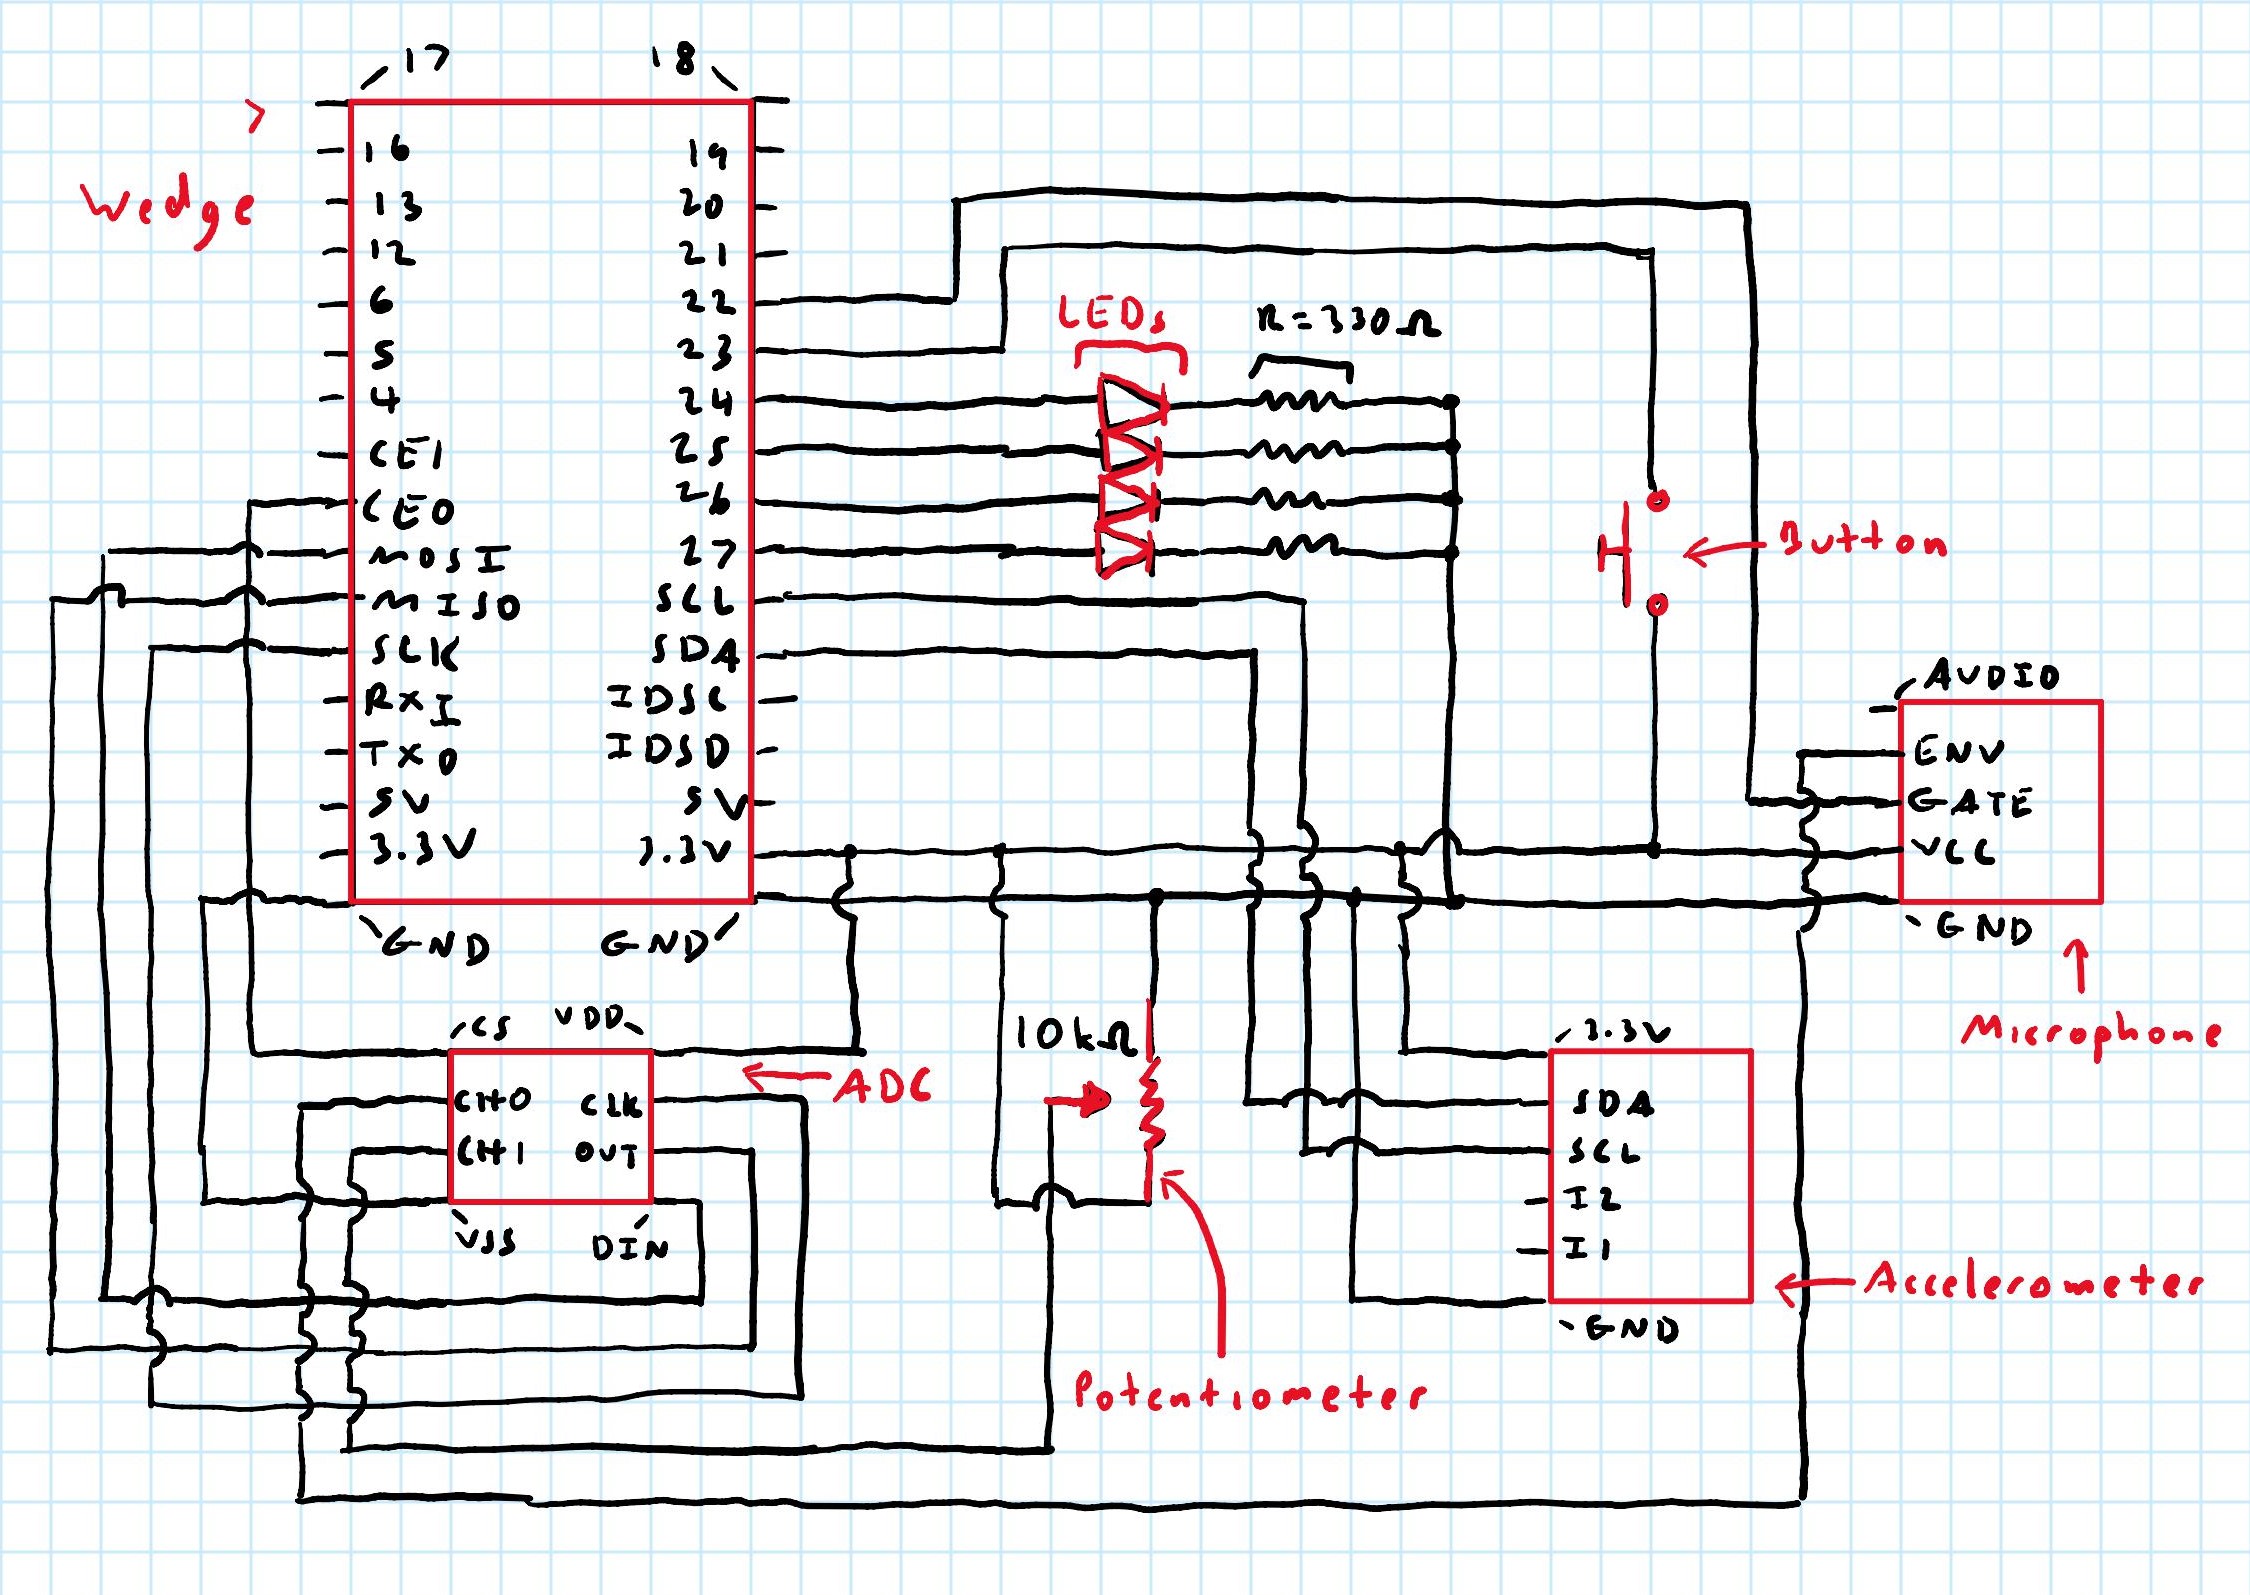 17 18
>
Wedge
16 19
13 20
12 21
6 22
5 23
4 24
CE1 25
CE0 26
MOSI 27
MISO SCL
SCLK SDA
RXI IDSC
TXO IDSD
5V 5V
3.3V 3.3V
GND GND
LEDs
R=330Ω
Button
AUDIO
ENV
GATE
VCC
GND
Microphone
CS VDD
CH0 CLK
CH1 OUT
VSS DIN
ADC
10kΩ
Potentiometer
3.3V
SDA
SCL
I2
I1
GND
Accelerometer